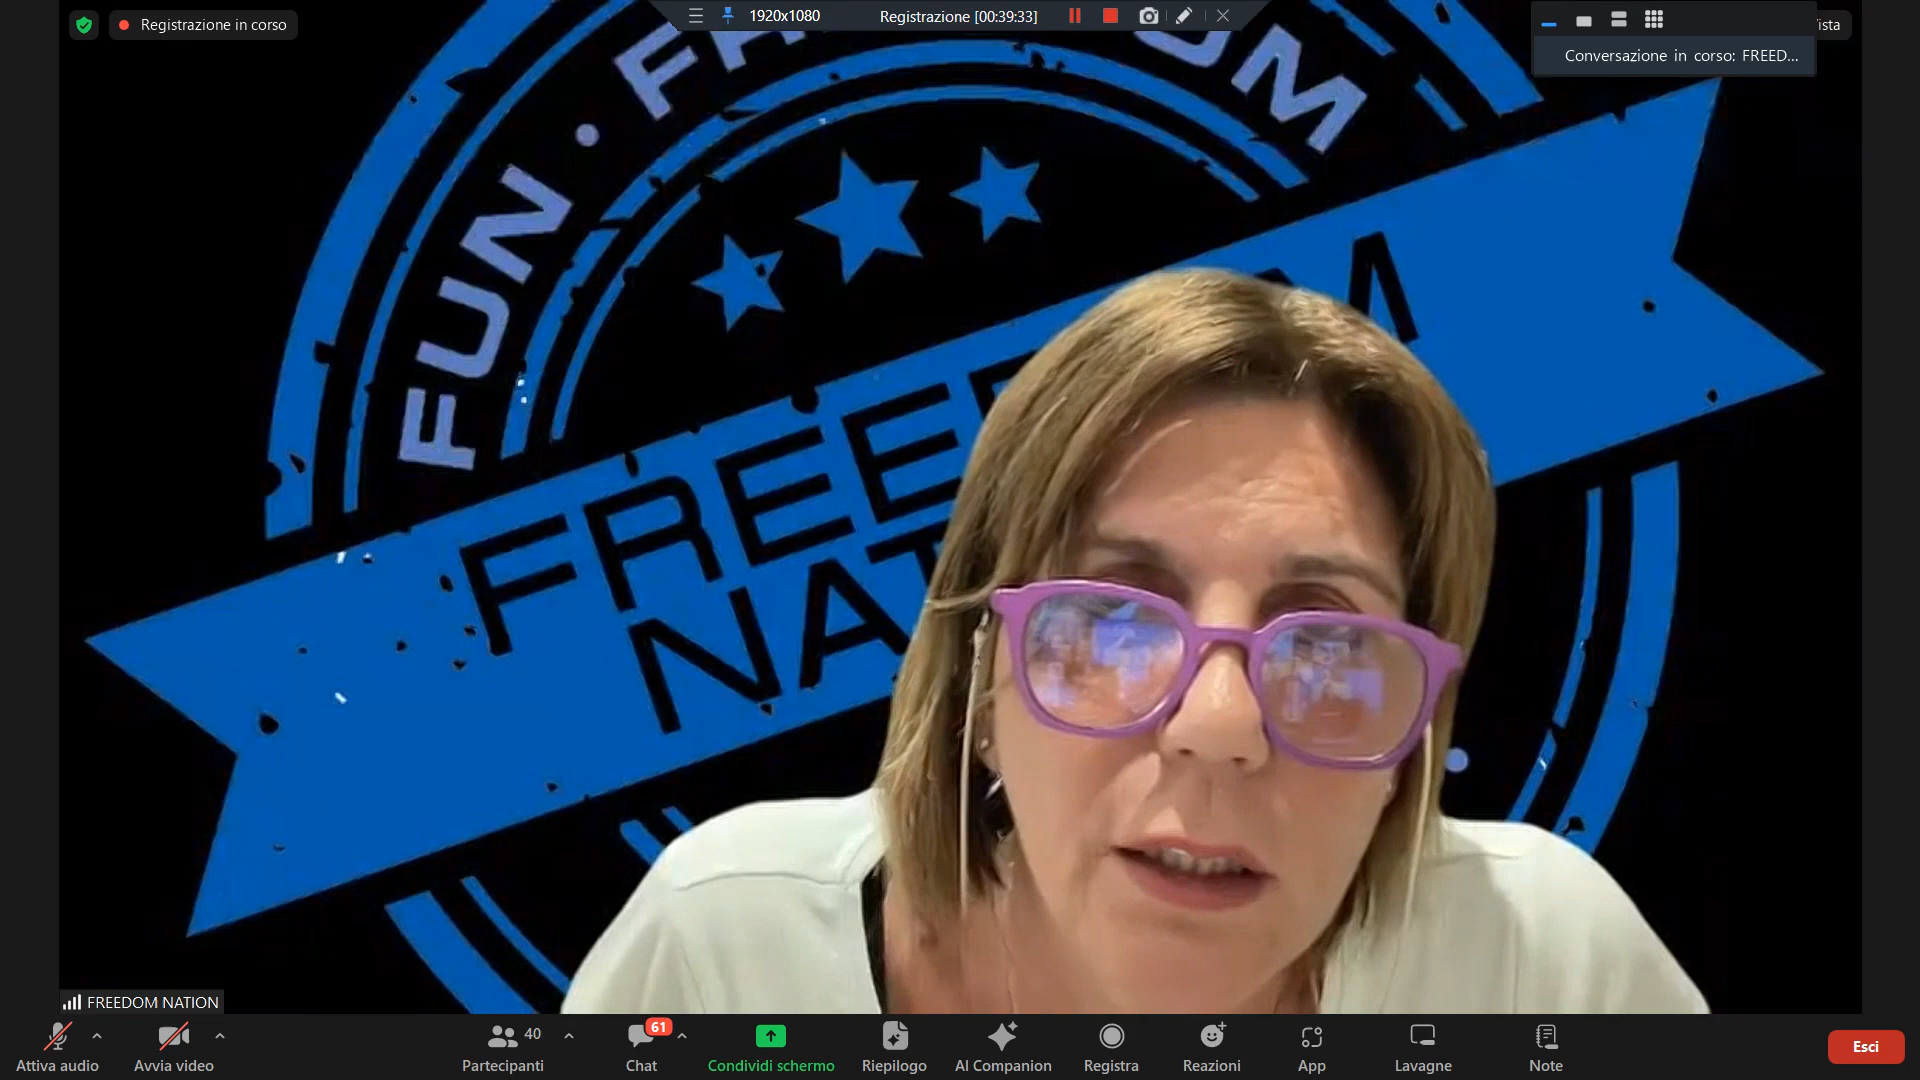 Registrazione in corso
1920x1080
Registrazione [00:39:33]
ista
Conversazione in corso: FREED...
FUN
FREE
NAT
FREEDOM NATION
Attiva audio
Avvia video
40
Partecipanti
61
Chat
Condividi schermo
Riepilogo
AI Companion
Registra
Reazioni
App
Lavagne
Note
Esci